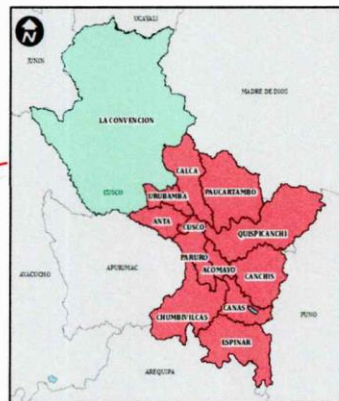 UCAYALI
N
JUNIN
MADRE DE DIOS
LA CONVENCION
CALCA
PAUCARTAMBO
CUSCO
URUBAMBA
ANTA
CUSCO
QUISPICANCHI
PARURO
APURIMAC
ACOMAYO
AYACUCHO
CANCHIS
CANAS
CHUMBIVILCAS
PUNO
ESPINAR
AREQUIPA